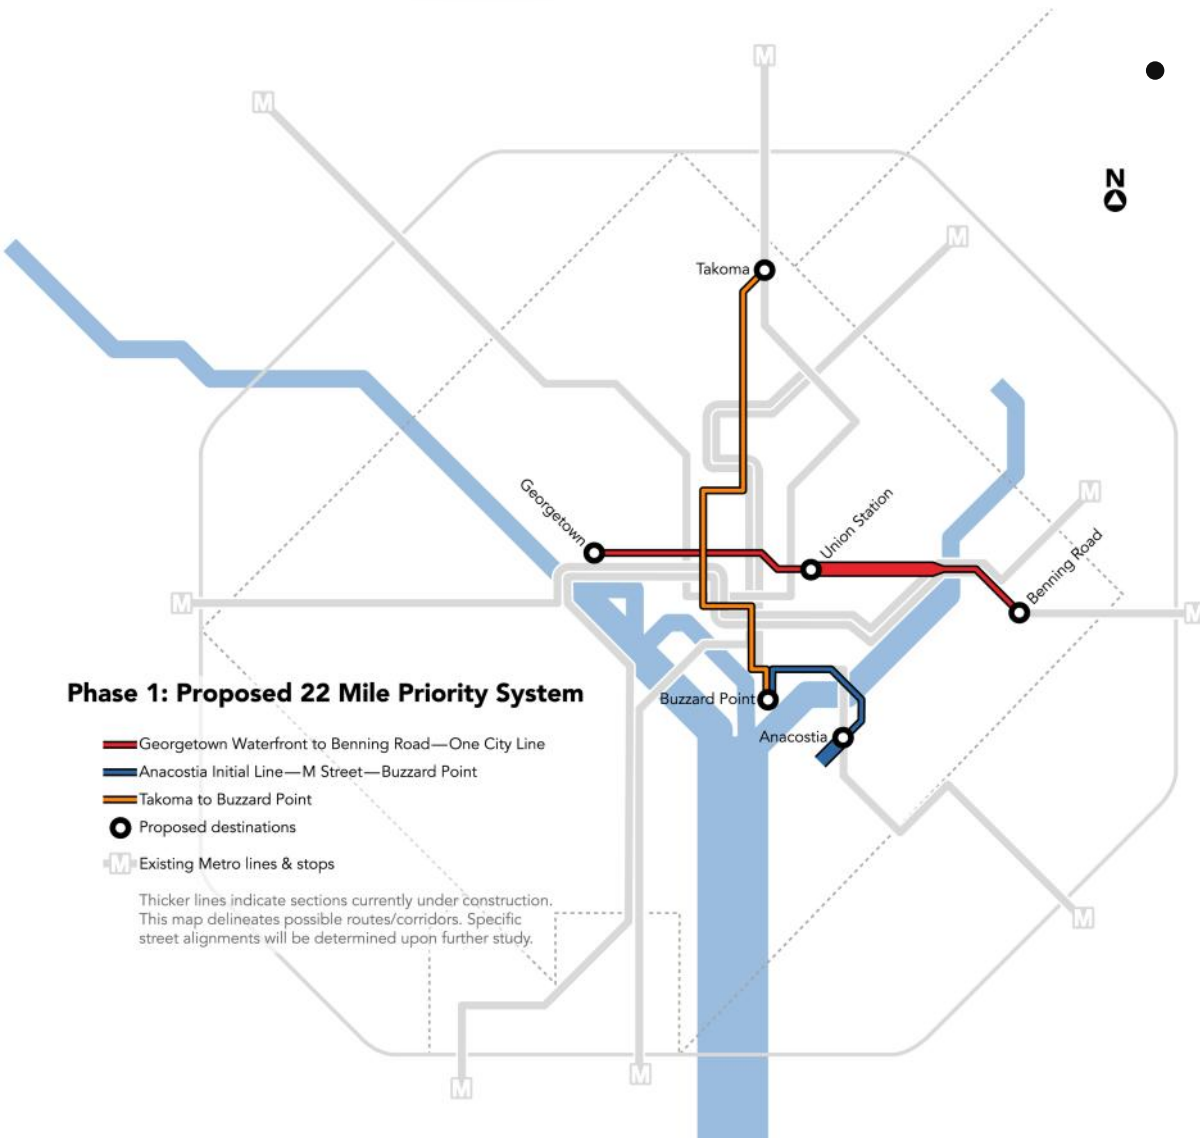 M
M
N
M
Takoma
Georgetown
Union Station
M
Benning Road
M
M
Phase 1: Proposed 22 Mile Priority System
Buzzard Point
Anacostia
Georgetown Waterfront to Benning Road—One City Line
Anacostia Initial Line—M Street—Buzzard Point
Takoma to Buzzard Point
Proposed destinations
M Existing Metro lines & stops
Thicker lines indicate sections currently under construction.
This map delineates possible routes/corridors. Specific
street alignments will be determined upon further study.
M
M
M